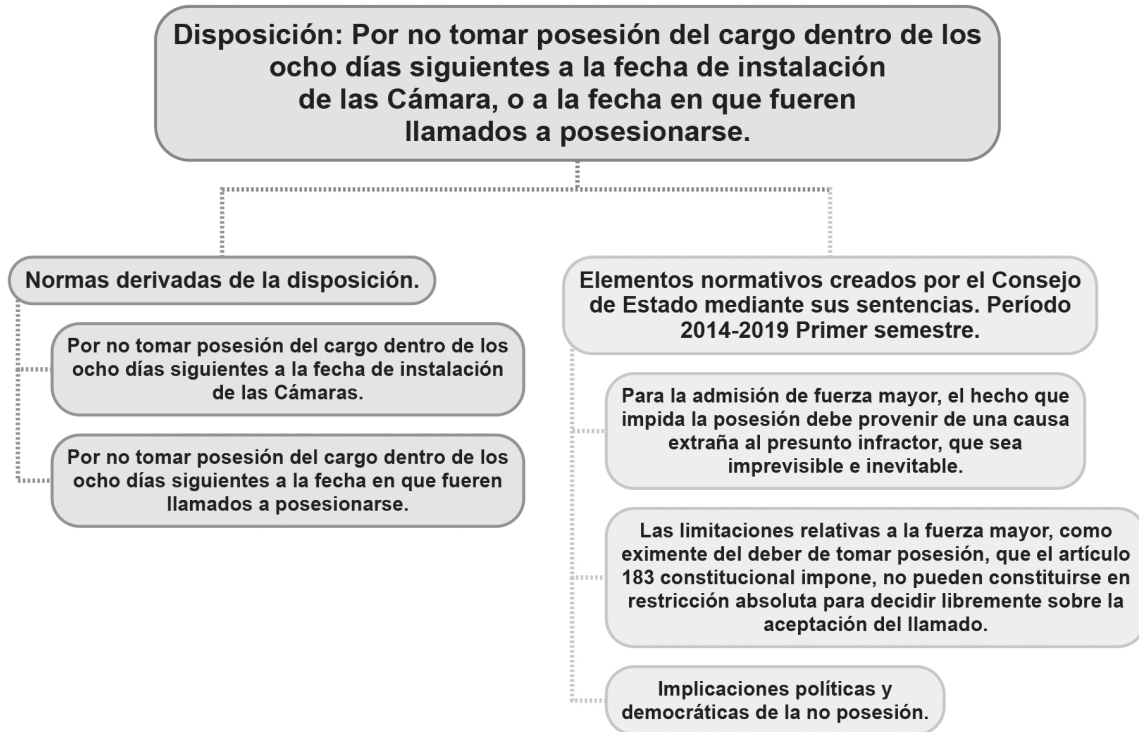 Disposición: Por no tomar posesión del cargo dentro de los
ocho días siguientes a la fecha de instalación
de las Cámara, o a la fecha en que fueren
llamados a posesionarse.
Normas derivadas de la disposición.
Por no tomar posesión del cargo dentro de los
ocho días siguientes a la fecha de instalación
de las Cámaras.
Por no tomar posesión del cargo dentro de los
ocho días siguientes a la fecha en que fueren
llamados a posesionarse.
Elementos normativos creados por el Consejo
de Estado mediante sus sentencias. Período
2014-2019 Primer semestre.
Para la admisión de fuerza mayor, el hecho que
impida la posesión debe provenir de una causa
extraña al presunto infractor, que sea
imprevisible e inevitable.
Las limitaciones relativas a la fuerza mayor, como
eximente del deber de tomar posesión, que el artículo
183 constitucional impone, no pueden constituirse en
restricción absoluta para decidir libremente sobre la
aceptación del llamado.
Implicaciones políticas y
democráticas de la no posesión.